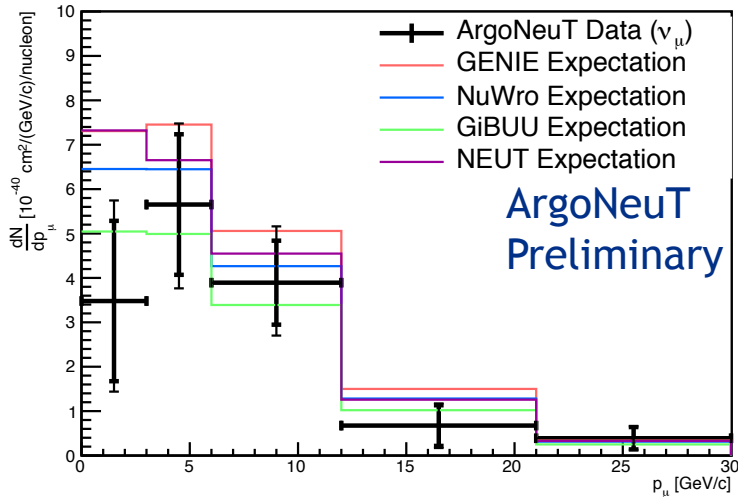 ArgoNeuT Data (ν_μ)
GENIE Expectation
NuWro Expectation
GiBUU Expectation
NEUT Expectation
ArgoNeuT
Preliminary
dN/dp_μ [10^-40 cm^2/(GeV/c)/nucleon]
10
9
8
7
6
5
4
3
2
1
0
0 5 10 15 20 25 30
p_μ [GeV/c]